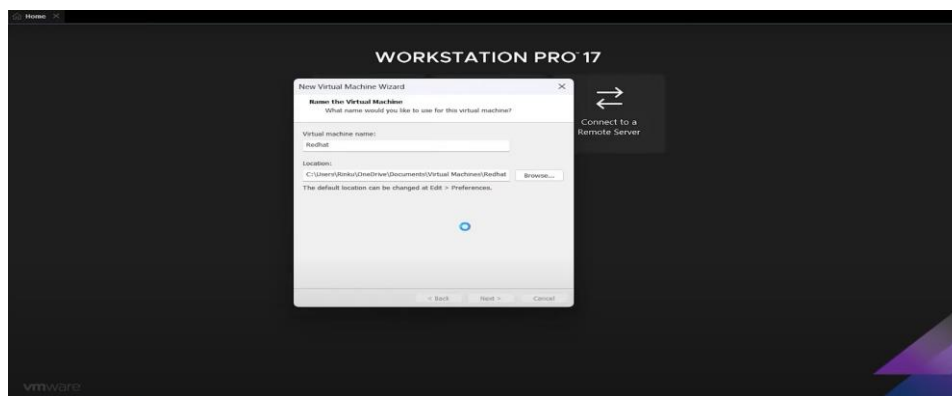 Home
WORKSTATION PRO™ 17
New Virtual Machine Wizard
Name the Virtual Machine
What name would you like to use for this virtual machine?
Virtual machine name:
Redhat
Location:
C:\Users\Rinku\OneDrive\Documents\Virtual Machines\Redhat
Browse...
The default location can be changed at Edit > Preferences.
< Back
Next >
Cancel
Connect to a
Remote Server
vmware